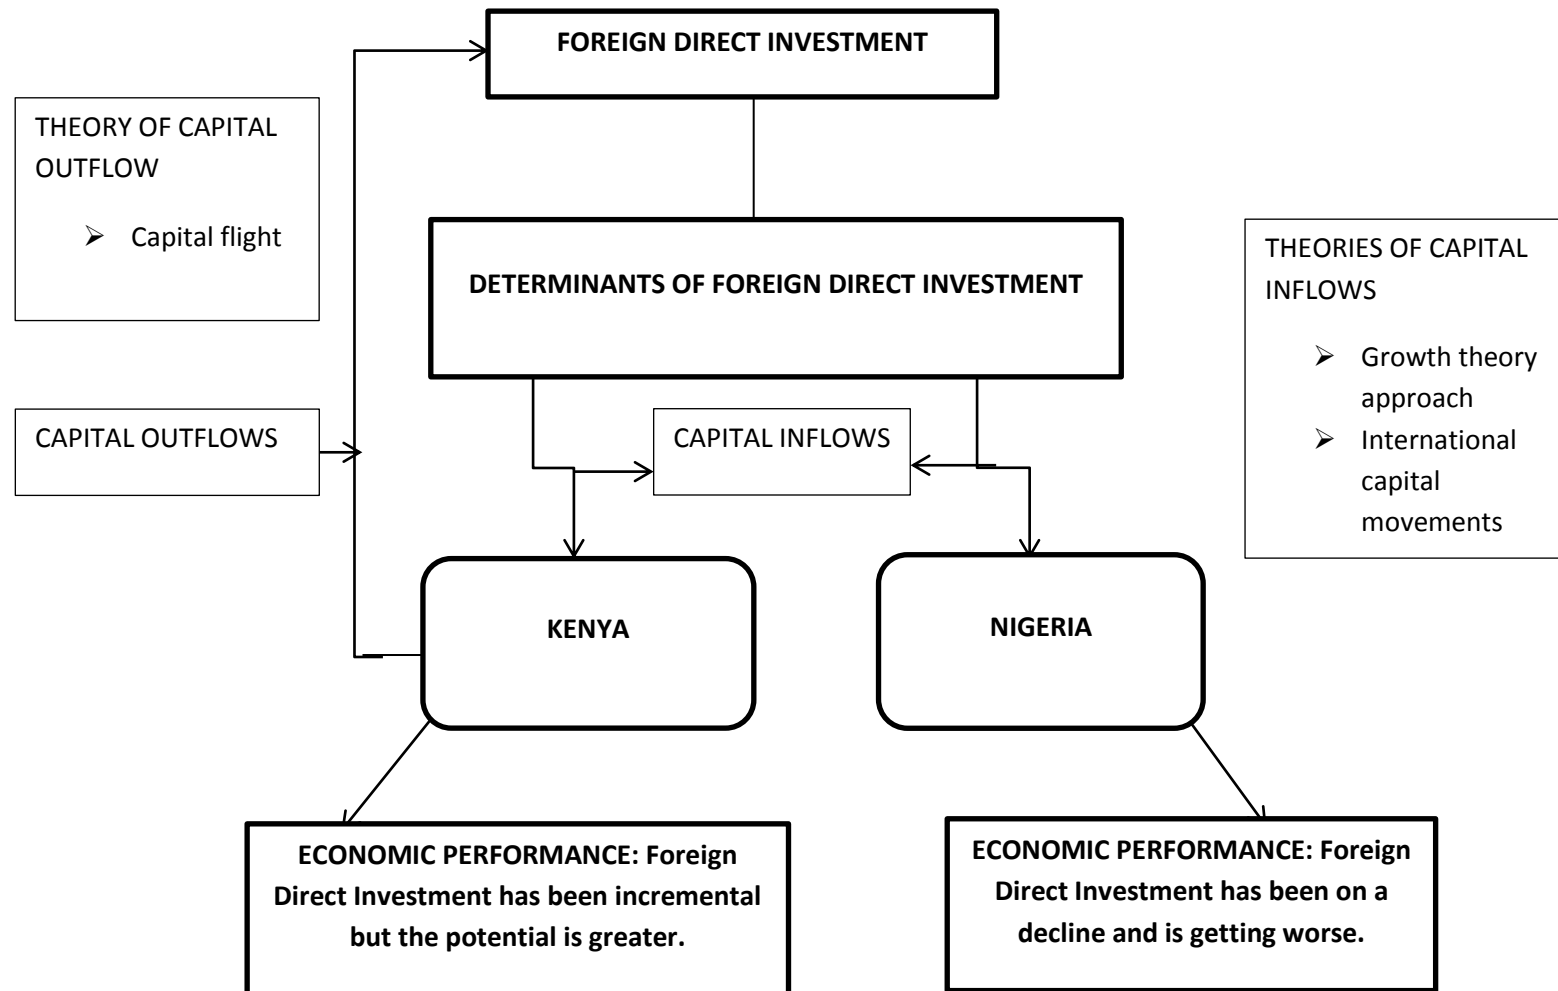 FOREIGN DIRECT INVESTMENT
THEORY OF CAPITAL
OUTFLOW
➢ Capital flight
DETERMINANTS OF FOREIGN DIRECT INVESTMENT
THEORIES OF CAPITAL
INFLOWS
➢ Growth theory
approach
➢ International
capital
movements
CAPITAL OUTFLOWS
CAPITAL INFLOWS
KENYA
NIGERIA
ECONOMIC PERFORMANCE: Foreign
Direct Investment has been incremental
but the potential is greater.
ECONOMIC PERFORMANCE: Foreign
Direct Investment has been on a
decline and is getting worse.